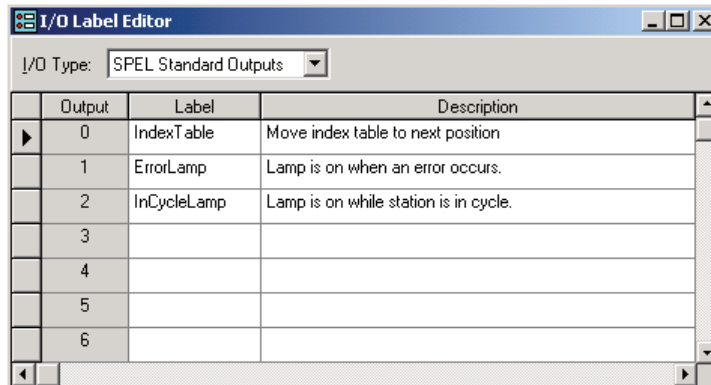 I/O Label Editor
I/O Type: SPEL Standard Outputs
Output Label Description
0 IndexTable Move index table to next position
1 ErrorLamp Lamp is on when an error occurs.
2 InCycleLamp Lamp is on while station is in cycle.
3
4
5
6